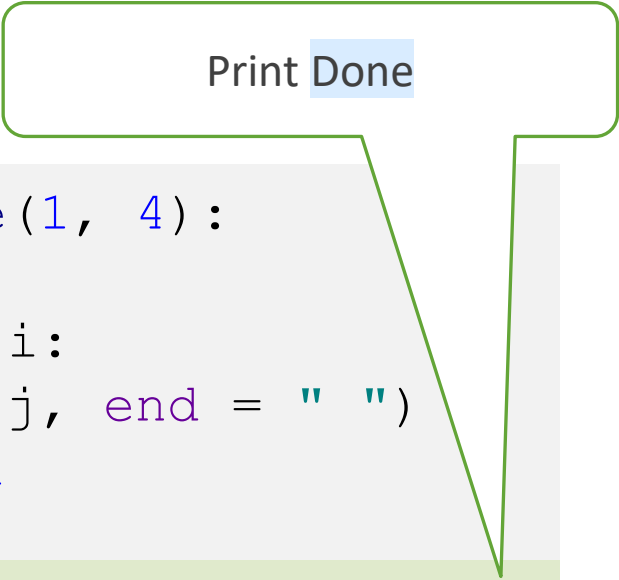 Print Done
(1, 4):
i:
j, end = " ")